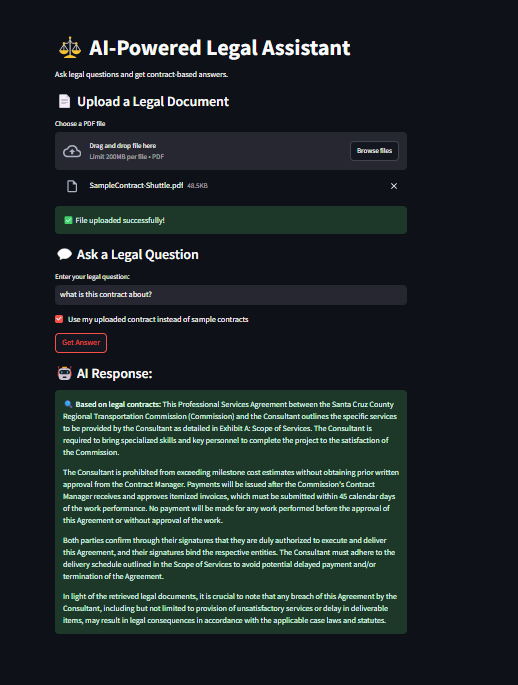 AI-Powered Legal Assistant
Ask legal questions and get contract-based answers.
Upload a Legal Document
Choose a PDF file
Drag and drop file here
Limit 200MB per file • PDF
Browse files
SampleContract-Shuttle.pdf 48.5KB
File uploaded successfully!
Ask a Legal Question
Enter your legal question:
what is this contract about?
Use my uploaded contract instead of sample contracts
Get Answer
AI Response:
Based on legal contracts: This Professional Services Agreement between the Santa Cruz County
Regional Transportation Commission (Commission) and the Consultant outlines the specific services
to be provided by the Consultant as detailed in Exhibit A: Scope of Services. The Consultant is
required to bring specialized skills and key personnel to complete the project to the satisfaction of
the Commission.
The Consultant is prohibited from exceeding milestone cost estimates without obtaining prior written
approval from the Contract Manager. Payments will be issued after the Commission's Contract
Manager receives and approves itemized invoices, which must be submitted within 45 calendar days
of the work performance. No payment will be made for any work performed before the approval of
this Agreement or without approval of the work.
Both parties confirm through their signatures that they are duly authorized to execute and deliver
this Agreement, and their signatures bind the respective entities. The Consultant must adhere to the
delivery schedule outlined in the Scope of Services to avoid potential delayed payment and/or
termination of the Agreement.
In light of the retrieved legal documents, it is crucial to note that any breach of this Agreement by the
Consultant, including but not limited to provision of unsatisfactory services or delay in deliverable
items, may result in legal consequences in accordance with the applicable case laws and statutes.